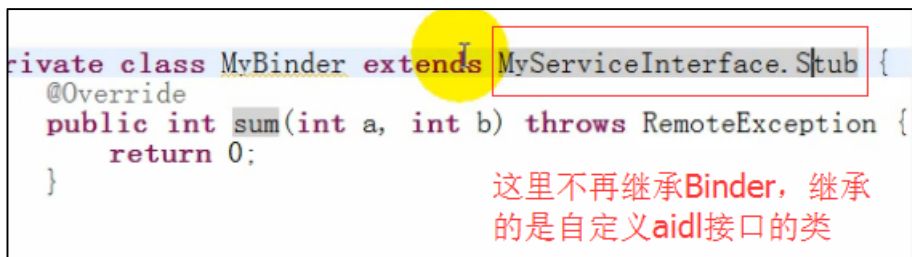 rivate class MyBinder extends MyServiceInterface.Stub {
@Override
public int sum(int a, int b) throws RemoteException {
return 0;
}
这里不再继承Binder，继承
的是自定义aidl接口的类